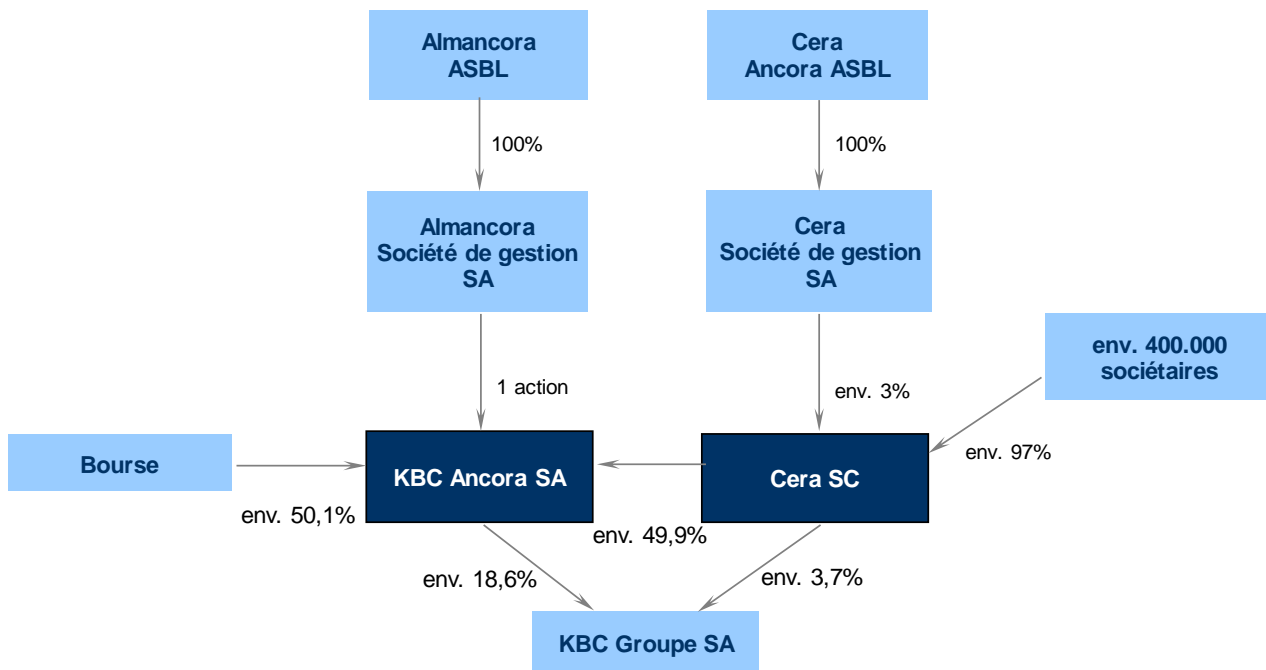 Almancora
ASBL
Cera
Ancora ASBL
100%
100%
Almancora
Société de gestion
SA
Cera
Société de gestion
SA
env. 400.000
sociétaires
1 action
env. 3%
Bourse
KBC Ancora SA
Cera SC
env. 97%
env. 50,1%
env. 49,9%
env. 18,6%
env. 3,7%
KBC Groupe SA